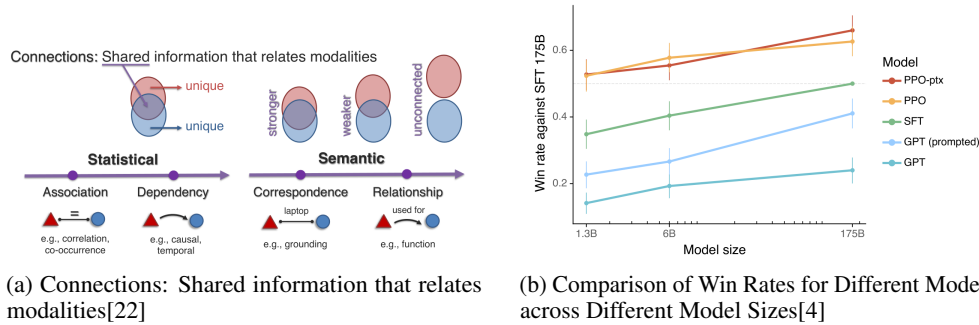 Connections: Shared information that relates modalities
unique
unique
stronger
weaker
unconnected
Statistical
Semantic
Association
Dependency
Correspondence
Relationship
=
laptop
used for
e.g., correlation,
co-occurrence
e.g., causal,
temporal
e.g., grounding
e.g., function
(a) Connections: Shared information that relates
modalities[22]
Win rate against SFT 175B
0.6
0.4
0.2
1.3B
6B
175B
Model size
Model
PPO-ptx
PPO
SFT
GPT (prompted)
GPT
(b) Comparison of Win Rates for Different Mode
across Different Model Sizes[4]